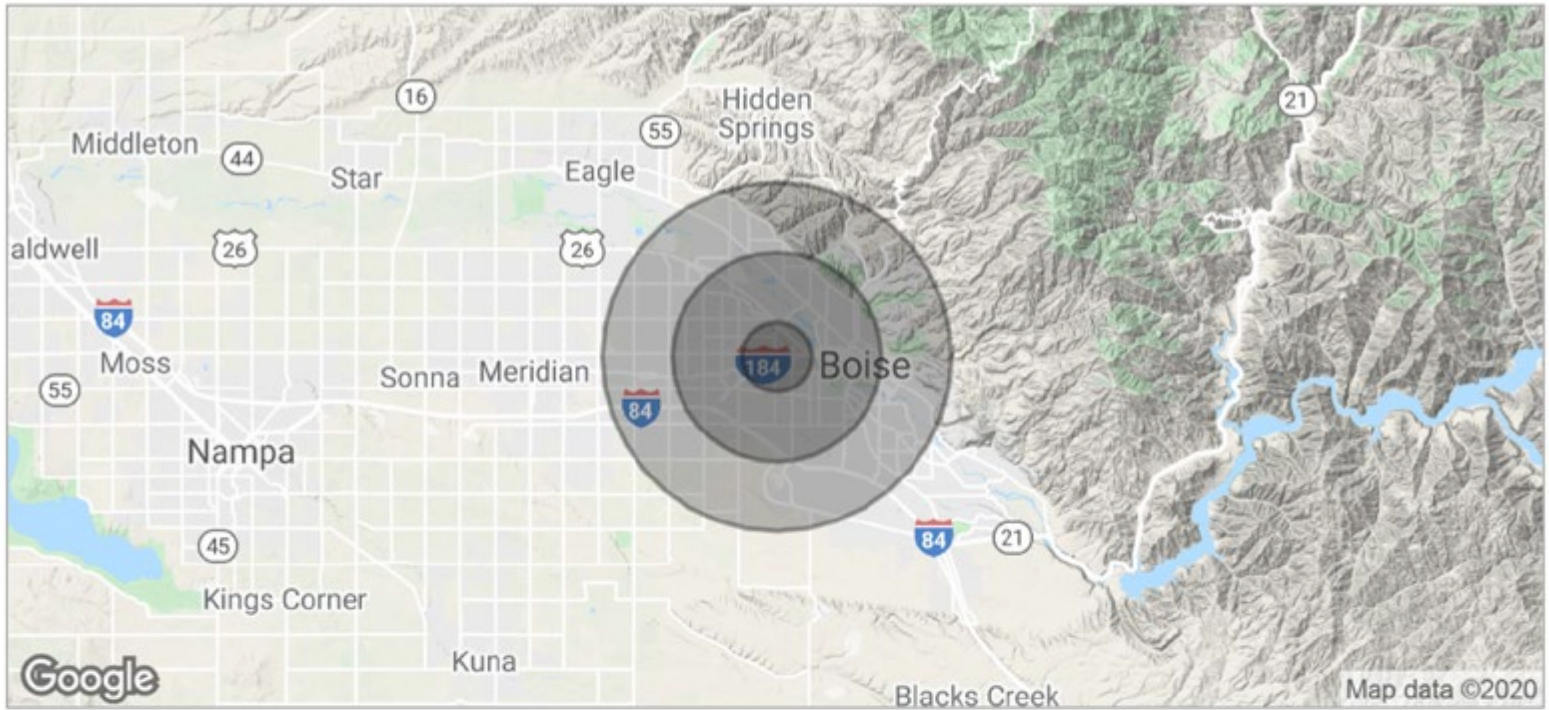 16
Hidden
Springs
21
55
Middleton
44
Star
Eagle
aldwell
26
26
84
Moss
184
Boise
55
Sonna
Meridian
84
Nampa
45
84
21
Kings Corner
Kuna
Blacks Creek
Google
Map data ©2020